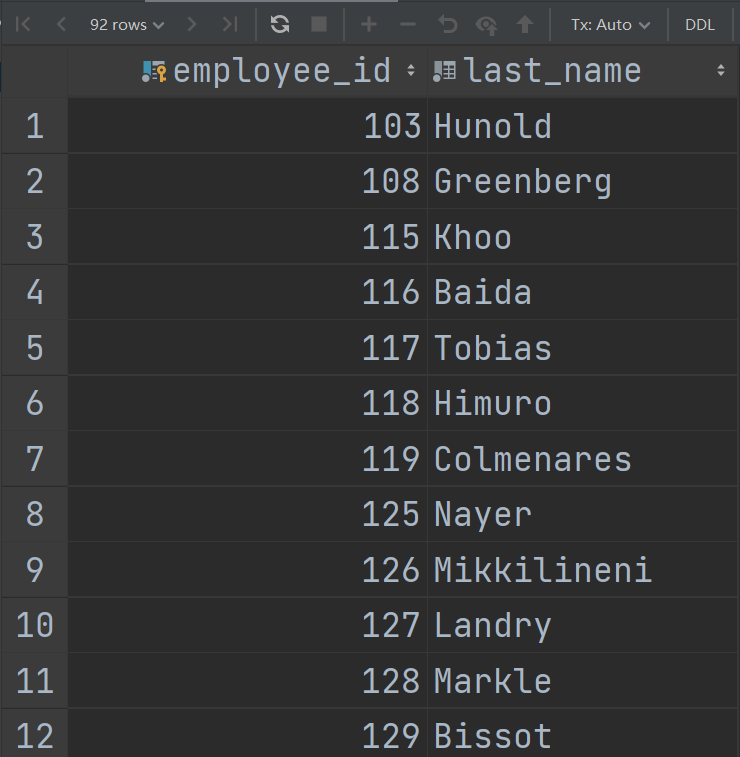 92 rows Tx: Auto DDL
employee_id last_name
1 103 Hunold
2 108 Greenberg
3 115 Khoo
4 116 Baida
5 117 Tobias
6 118 Himuro
7 119 Colmenares
8 125 Nayer
9 126 Mikkilineni
10 127 Landry
11 128 Markle
12 129 Bissot